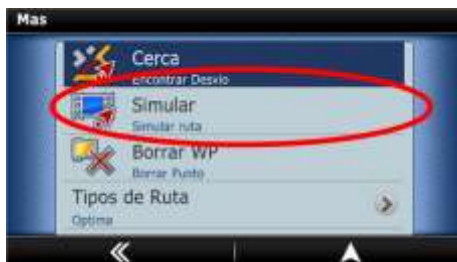 Mas
Cerca
Encontrar Desvio
Simular
Simular ruta
Borrar WP
Borrar Punto
Tipos de Ruta
Optima